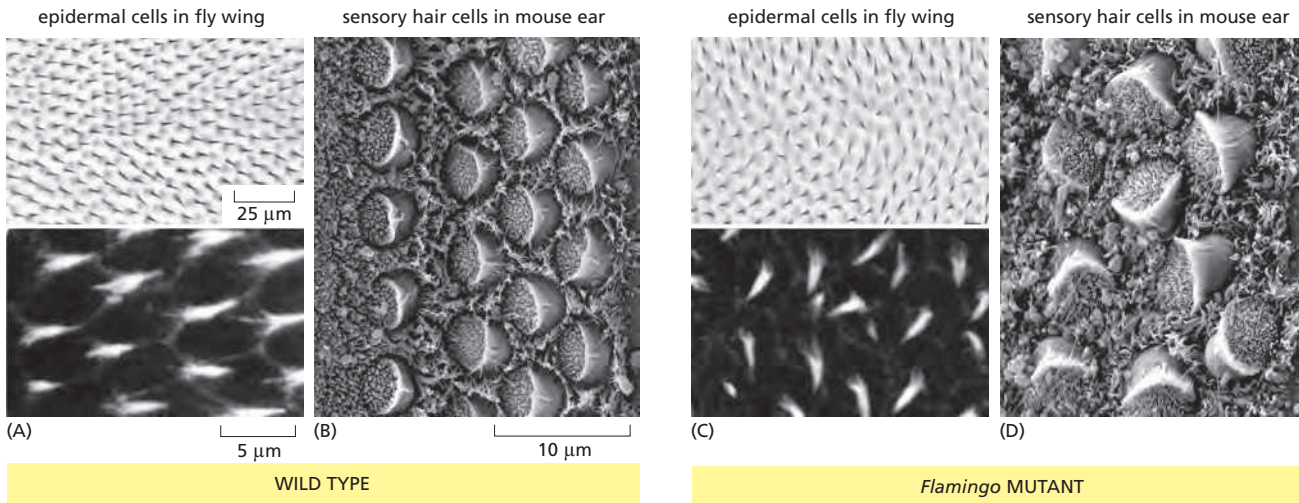 epidermal cells in fly wing
sensory hair cells in mouse ear
epidermal cells in fly wing
sensory hair cells in mouse ear
25 μm
(A)
5 μm
(B)
10 μm
(C)
(D)
WILD TYPE
Flamingo MUTANT